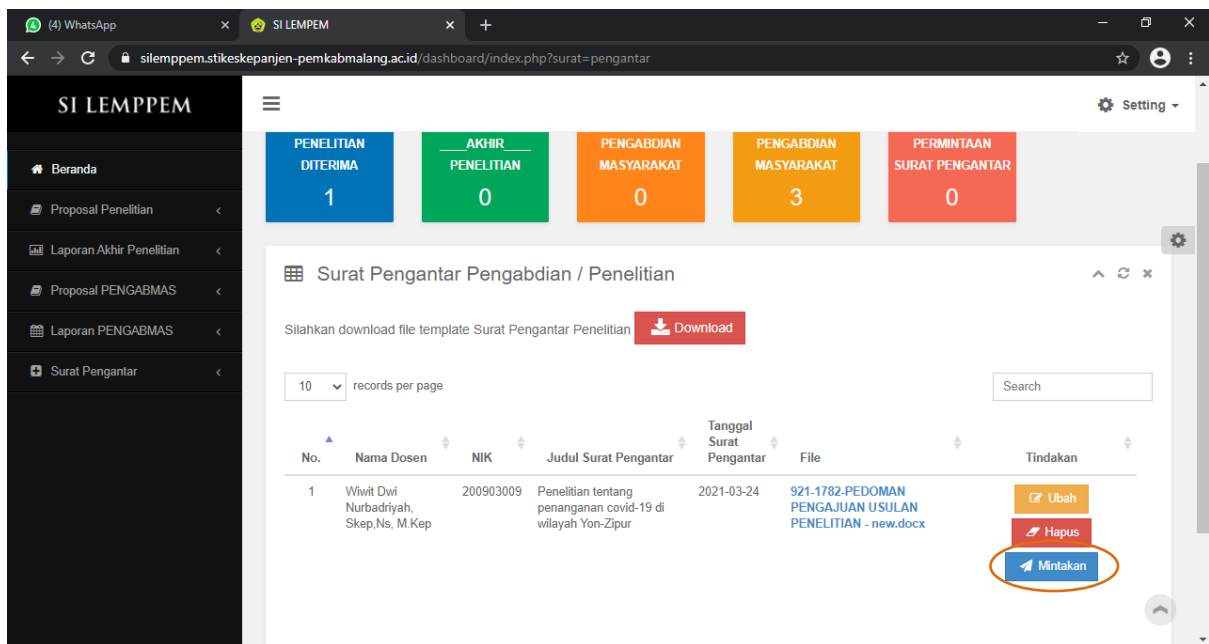 (4) WhatsApp
SI LEMPEM
silemppem.stikeskepanjen-pemkabmalang.ac.id/dashboard/index.php?surat=pengantar
SI LEMPPEM
Setting
Beranda
Proposal Penelitian
Laporan Akhir Penelitian
Proposal PENGABMAS
Laporan PENGABMAS
Surat Pengantar
PENELITIAN
DITERIMA
1
____AKHIR____
PENELITIAN
0
PENGABDIAN
MASYARAKAT
0
PENGABDIAN
MASYARAKAT
3
PERMINTAAN
SURAT PENGANTAR
0
Surat Pengantar Pengabdian / Penelitian
Silahkan download file template Surat Pengantar Penelitian Download
10 records per page
Search
No.
Nama Dosen
NIK
Judul Surat Pengantar
Tanggal
Surat
Pengantar
File
Tindakan
1
Wiwit Dwi
Nurbadriyah,
Skep,Ns, M.Kep
200903009
Penelitian tentang
penanganan covid-19 di
wilayah Yon-Zipur
2021-03-24
921-1782-PEDOMAN
PENGAJUAN USULAN
PENELITIAN - new.docx
Ubah
Hapus
Mintakan